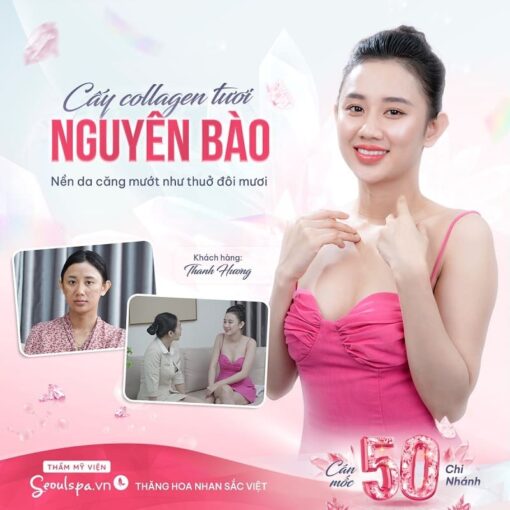 Cấy collagen tươi
NGUYÊN BÀO
Nền da căng mướt như thuở đôi mươi
Khách hàng:
Thanh Hương
THẨM MỸ VIỆN
Seoulspa.vn
THĂNG HOA NHAN SẮC VIỆT
Cán mốc
50
Chi Nhánh